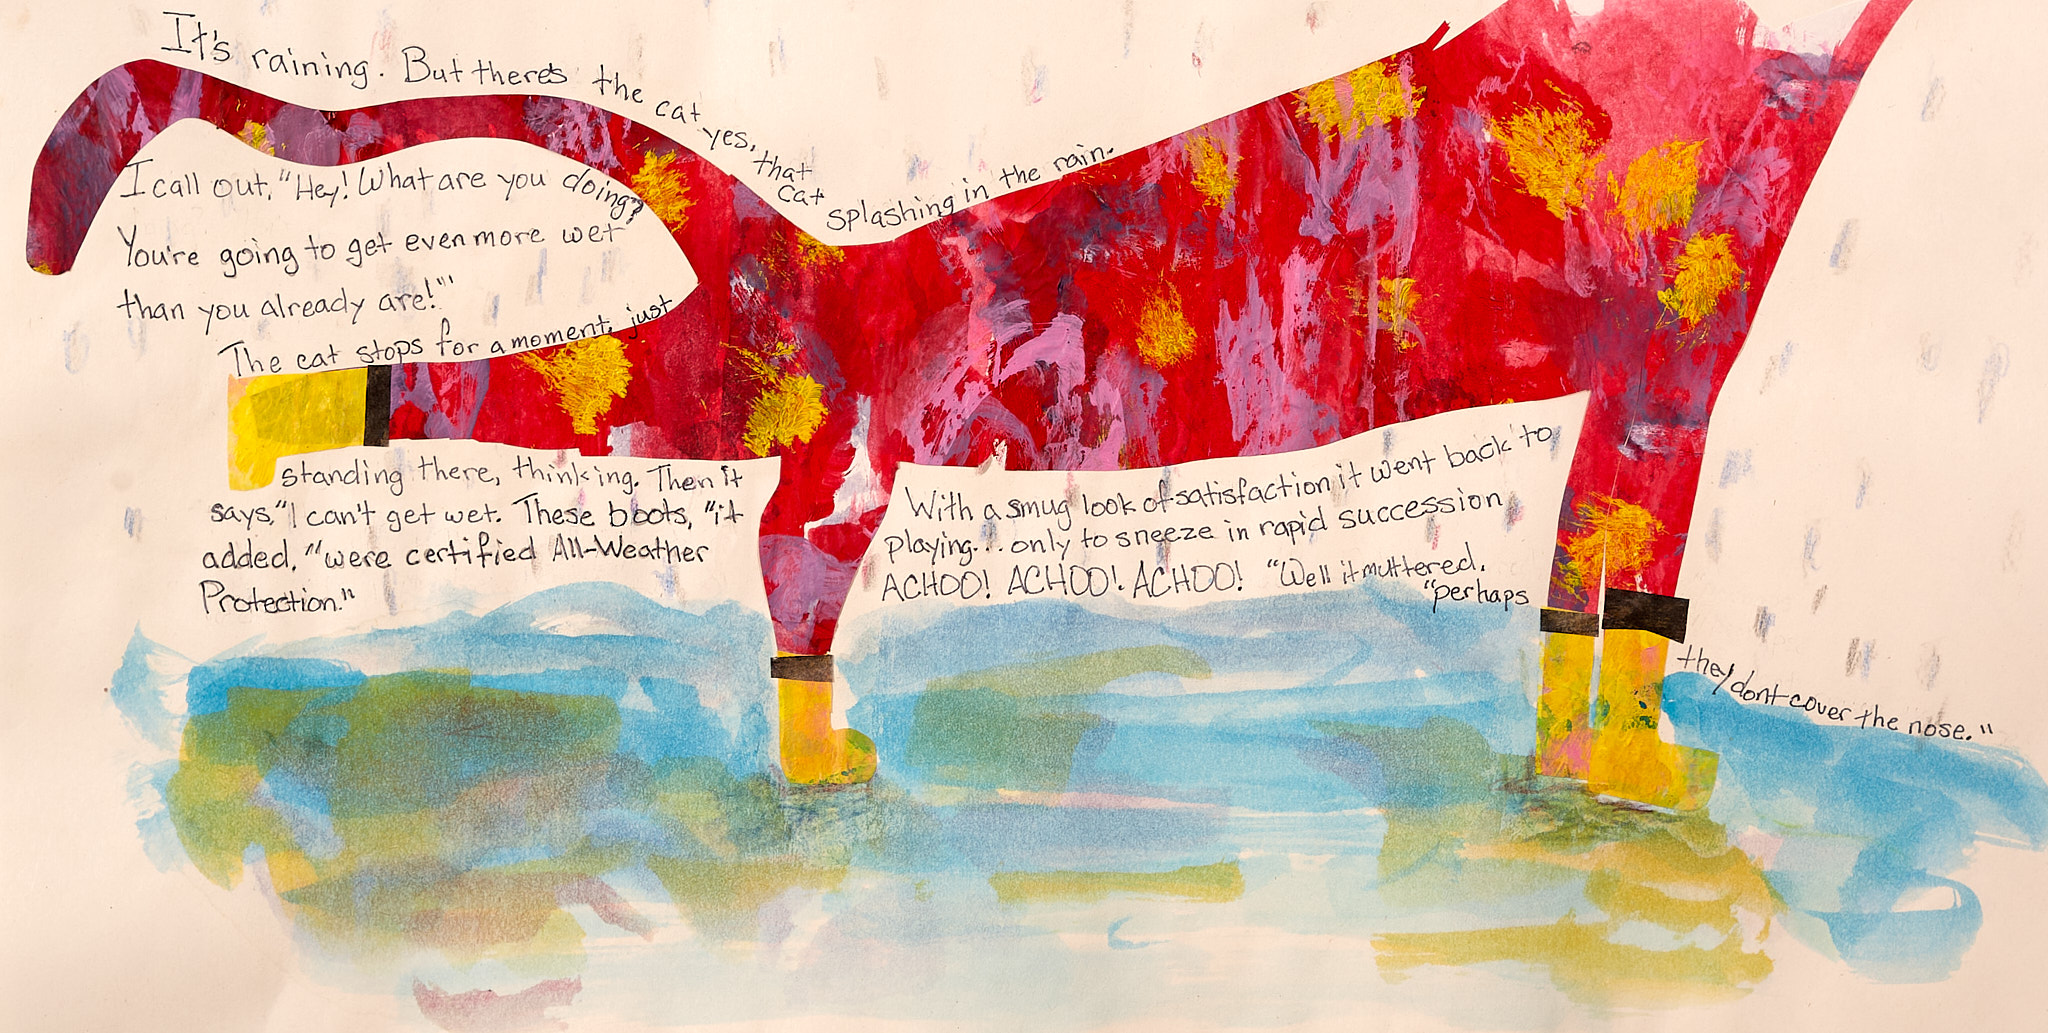 It's raining. But there's the cat yes, that cat splashing in the rain.
I call out, "Hey! What are you doing?
You're going to get even more wet"
than you already are!"'
The cat stops for a moment, just
standing there, thinking. Then it
says, "I can't get wet. These boots, "it
added, "were certified All-Weather
Protection."
With a smug look of satisfaction it went back to
playing... only to sneeze in rapid succession
ACHOO! ACHOO! ACHOO! "Well it muttered,
"perhaps
they dont cover the nose."